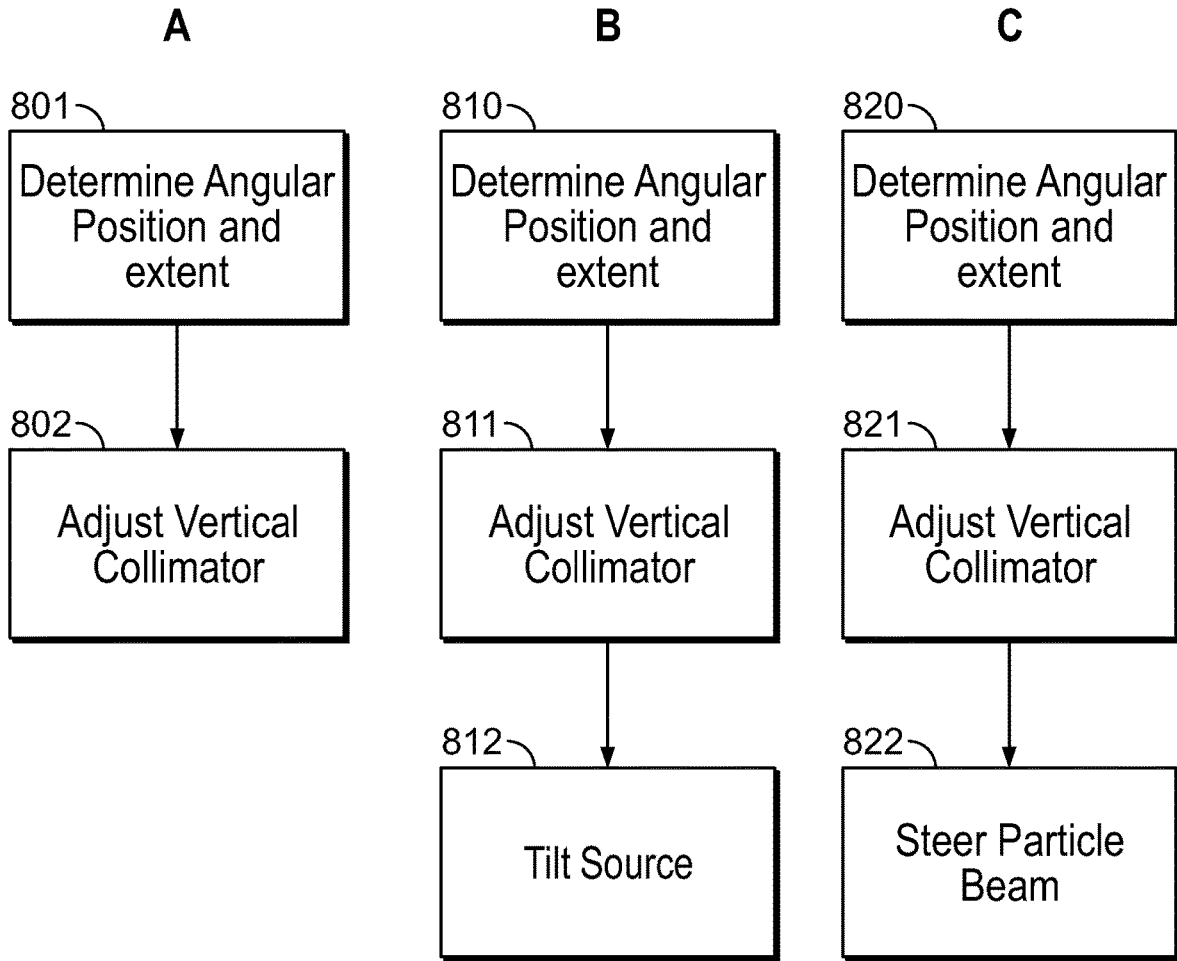 A
B
C
801
810
820
Determine Angular
Position and
extent
Determine Angular
Position and
extent
Determine Angular
Position and
extent
802
811
821
Adjust Vertical
Collimator
Adjust Vertical
Collimator
Adjust Vertical
Collimator
812
822
Tilt Source
Steer Particle
Beam